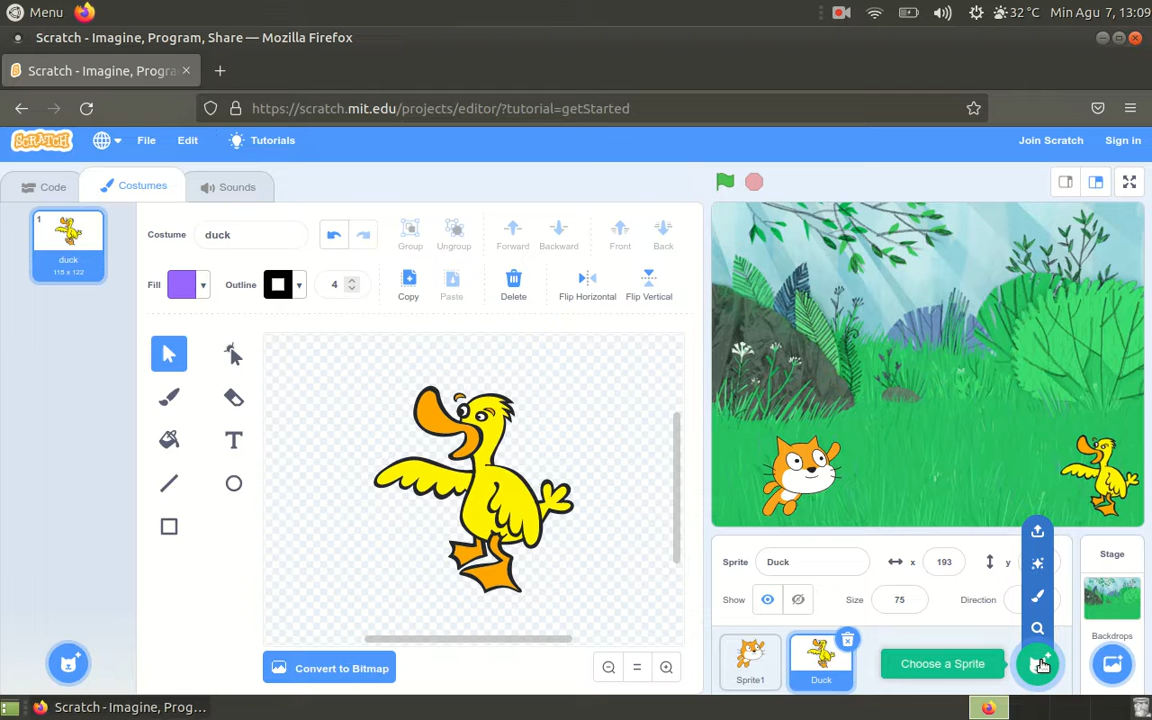 Menu
32 °C Min Agu 7, 13:09
Scratch - Imagine, Program, Share — Mozilla Firefox
Scratch - Imagine, Progra
https://scratch.mit.edu/projects/editor/?tutorial=getStarted
SCRATCH File Edit Tutorials Join Scratch Sign in
Code Costumes Sounds
1
duck
115 x 122
Costume duck
Group Ungroup Forward Backward Front Back
Fill Outline 4
Copy Paste Delete Flip Horizontal Flip Vertical
T
Convert to Bitmap
Sprite Duck x 193 y
Show Size 75 Direction
Sprite1 Duck
Choose a Sprite
Stage
Backdrops
Scratch - Imagine, Prog...